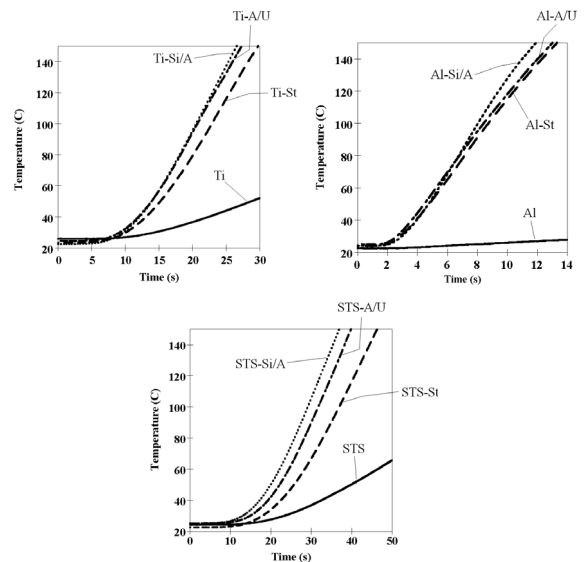 Ti-A/U
Ti-Si/A
Ti-St
Ti
Temperature (C)
140
120
100
80
60
40
20
0 5 10 15 20 25 30
Time (s)
Al-A/U
Al-Si/A
Al-St
Al
Temperature (C)
140
120
100
80
60
40
20
0 2 4 6 8 10 12 14
Time (s)
STS-A/U
STS-Si/A
STS-St
STS
Temperature (C)
140
120
100
80
60
40
20
0 10 20 30 40 50
Time (s)